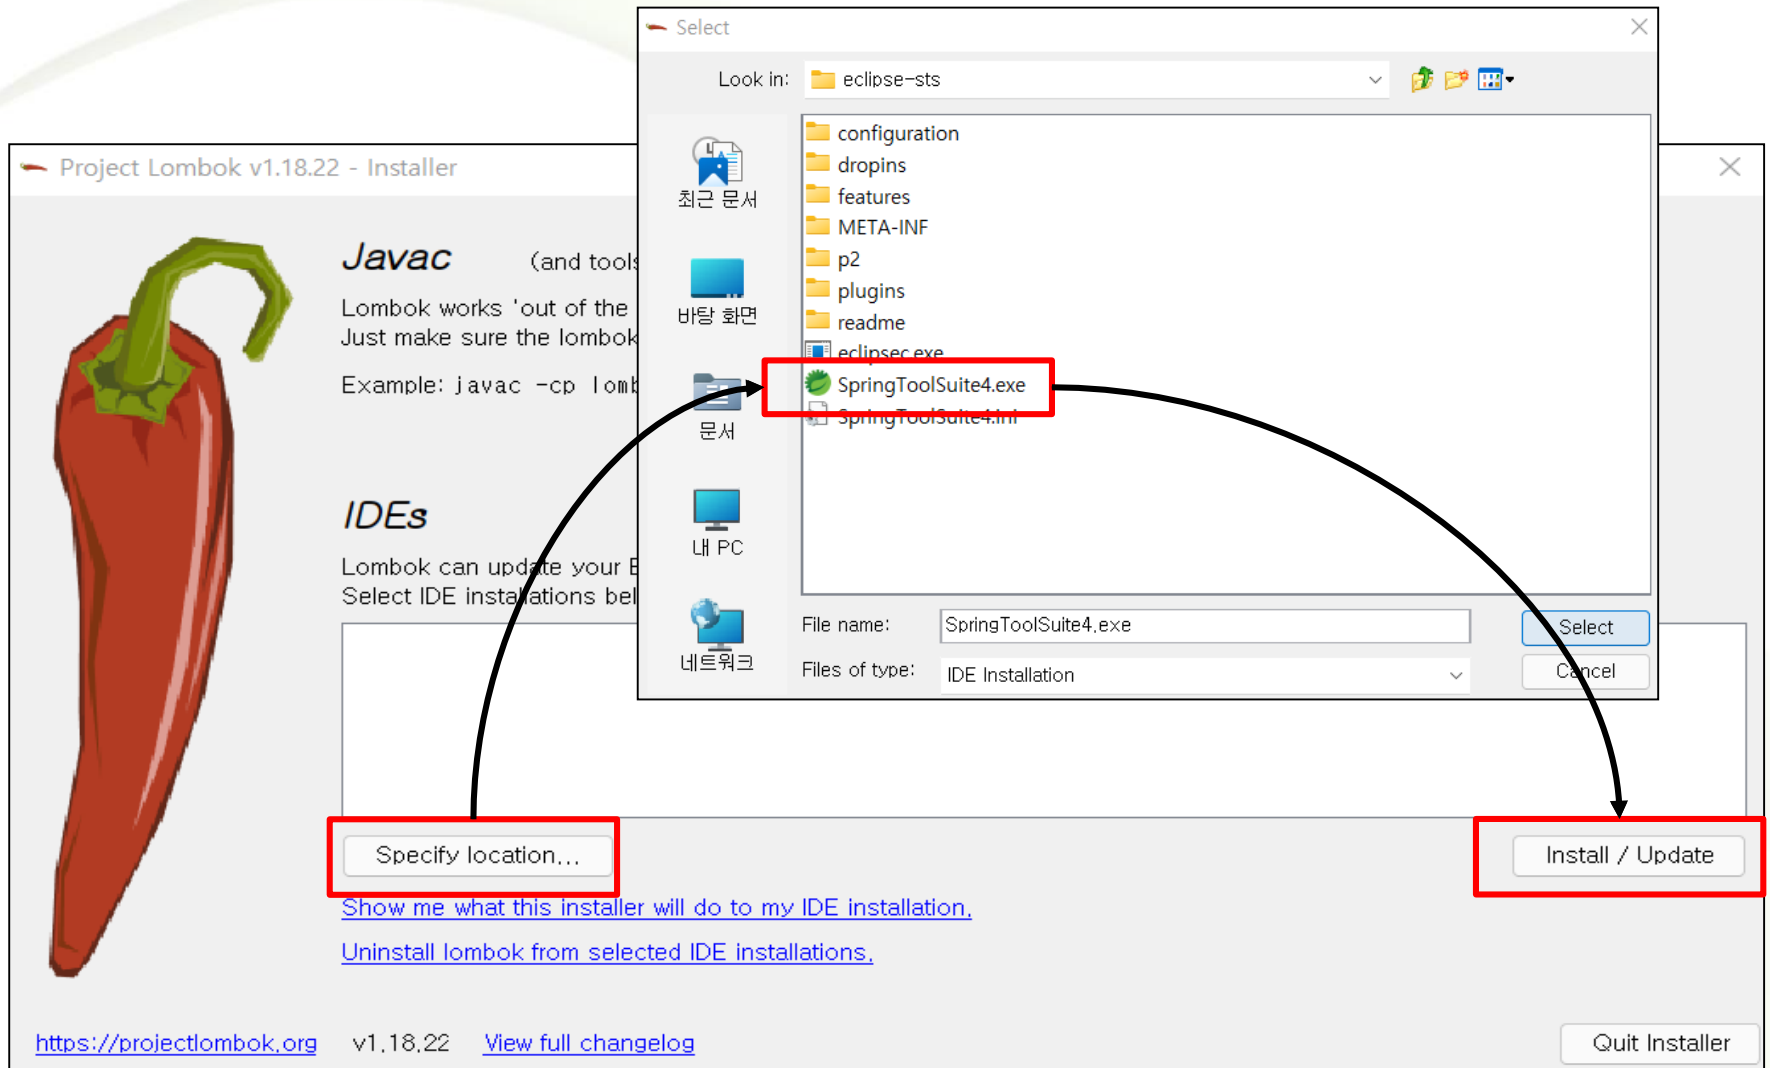 Select
Look in: eclipse-sts
configuration
dropins
features
META-INF
p2
plugins
readme
eclipsec.exe
SpringToolSuite4.exe
SpringToolSuite4.ini
최근 문서
바탕 화면
문서
내 PC
네트워크
File name: SpringToolSuite4.exe
Select
Files of type: IDE Installation
Cancel
Project Lombok v1.18.22 - Installer
Javac (and tools
Lombok works 'out of the
Just make sure the lombok
Example: javac -cp lomb
IDEs
Lombok can update your E
Select IDE installations bel
Specify location...
Install / Update
Show me what this installer will do to my IDE installation.
Uninstall lombok from selected IDE installations.
https://projectlombok.org v1.18.22 View full changelog
Quit Installer